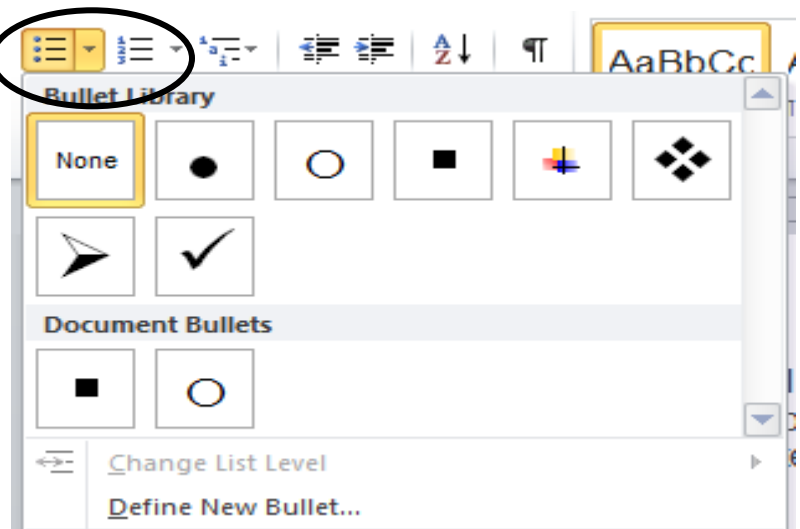 AaBbCc
Bullet Library
None
Document Bullets
Change List Level
Define New Bullet...